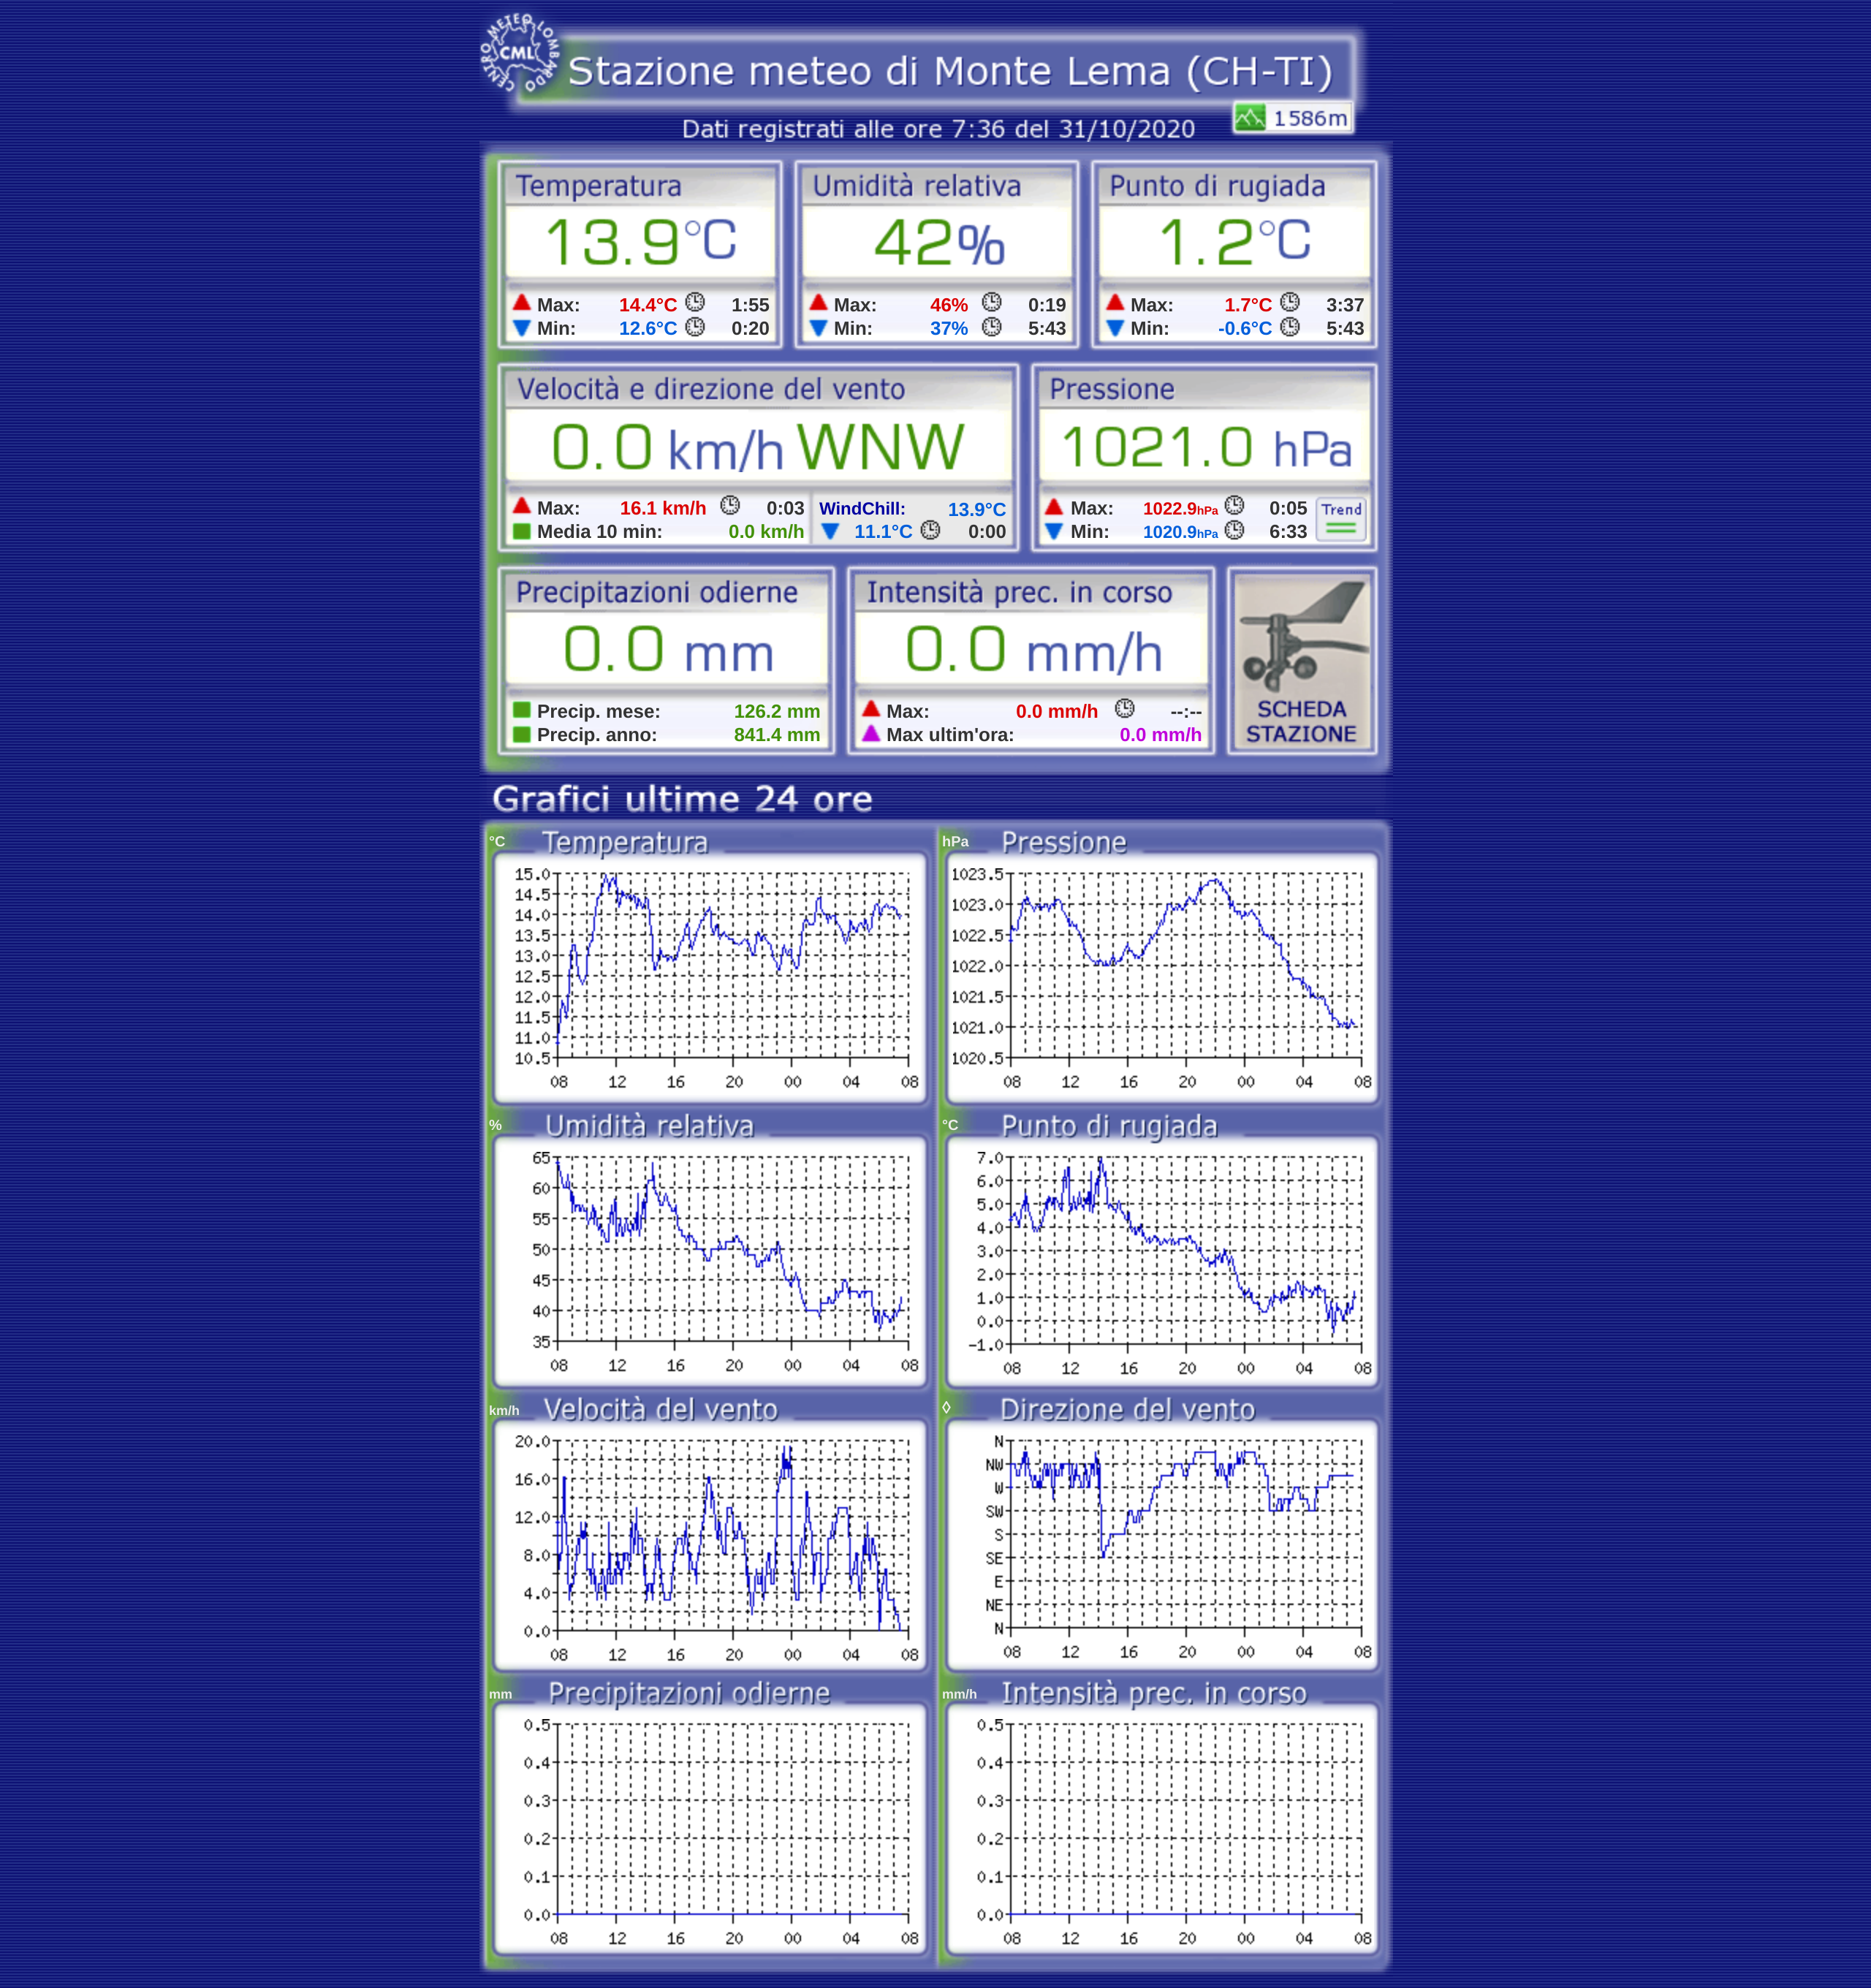 CENTRO METEO LOMBARDO
CML
Stazione meteo di Monte Lema (CH-TI)
1586m
Dati registrati alle ore 7:36 del 31/10/2020
Temperatura
13.9°C
Max: 14.4°C 1:55
Min: 12.6°C 0:20
Umidità relativa
42%
Max: 46% 0:19
Min: 37% 5:43
Punto di rugiada
1.2°C
Max: 1.7°C 3:37
Min: -0.6°C 5:43
Velocità e direzione del vento
0.0 km/h WNW
Max: 16.1 km/h 0:03
Media 10 min: 0.0 km/h
WindChill: 13.9°C
11.1°C 0:00
Pressione
1021.0 hPa
Max: 1022.9hPa 0:05
Min: 1020.9hPa 6:33
Trend
Precipitazioni odierne
0.0 mm
Precip. mese: 126.2 mm
Precip. anno: 841.4 mm
Intensità prec. in corso
0.0 mm/h
Max: 0.0 mm/h --:--
Max ultim'ora: 0.0 mm/h
SCHEDA
STAZIONE
Grafici ultime 24 ore
°C Temperatura
15.0
14.5
14.0
13.5
13.0
12.5
12.0
11.5
11.0
10.5
08 12 16 20 00 04 08
hPa Pressione
1023.5
1023.0
1022.5
1022.0
1021.5
1021.0
1020.5
08 12 16 20 00 04 08
% Umidità relativa
65
60
55
50
45
40
35
08 12 16 20 00 04 08
°C Punto di rugiada
7.0
6.0
5.0
4.0
3.0
2.0
1.0
0.0
-1.0
08 12 16 20 00 04 08
km/h Velocità del vento
20.0
16.0
12.0
8.0
4.0
0.0
08 12 16 20 00 04 08
◊ Direzione del vento
N
NW
W
SW
S
SE
E
NE
N
08 12 16 20 00 04 08
mm Precipitazioni odierne
0.5
0.4
0.3
0.2
0.1
0.0
08 12 16 20 00 04 08
mm/h Intensità prec. in corso
0.5
0.4
0.3
0.2
0.1
0.0
08 12 16 20 00 04 08